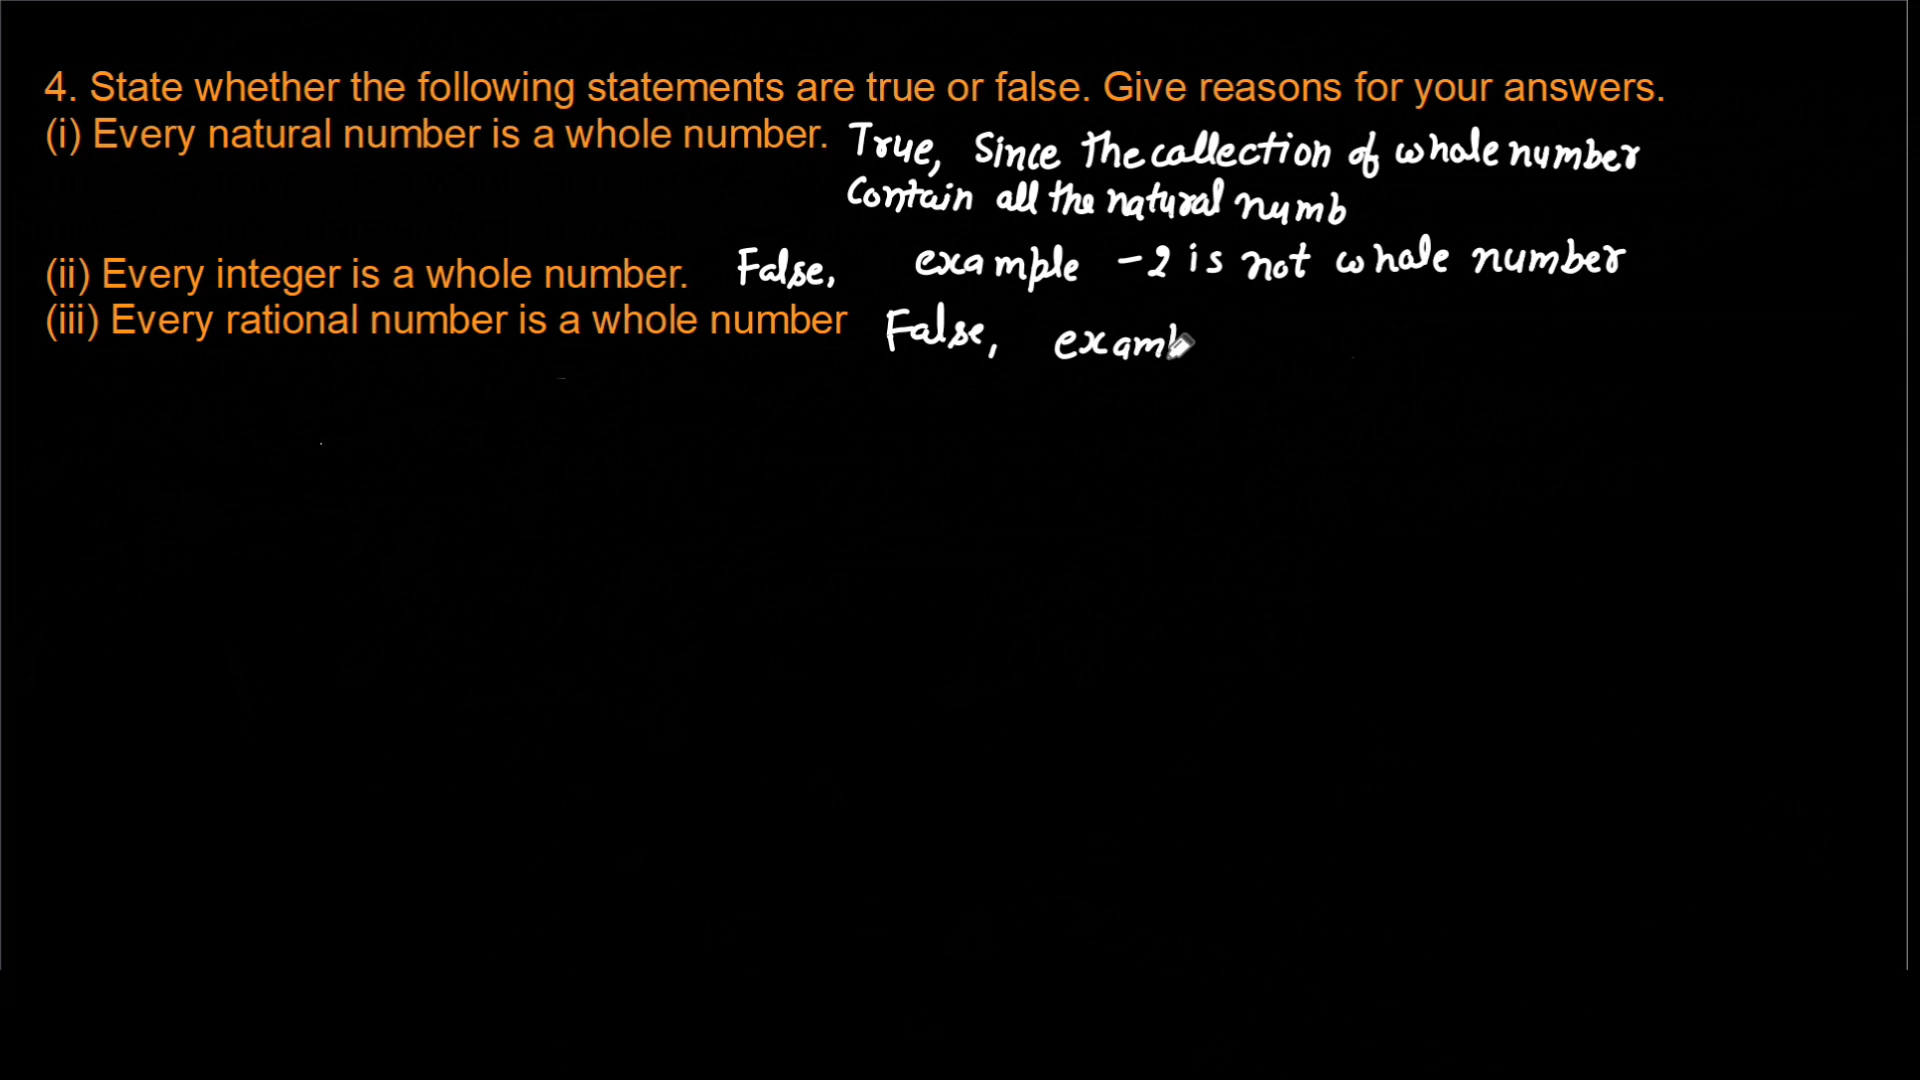 4. State whether the following statements are true or false. Give reasons for your answers.
(i) Every natural number is a whole number. True, Since the collection of whole number
Contain all the natural numb
(ii) Every integer is a whole number. False, example -2 is not whole number
(iii) Every rational number is a whole number False, examp